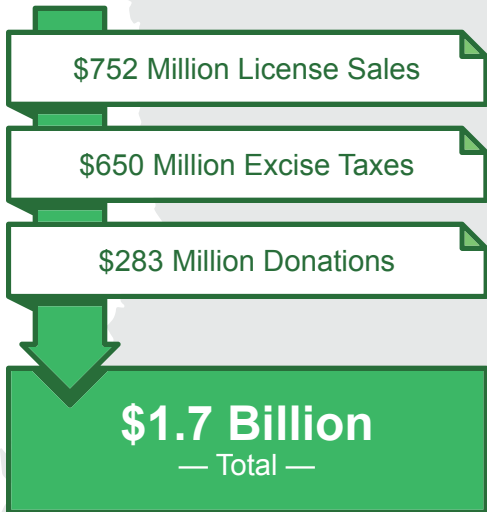 $752 Million License Sales
$650 Million Excise Taxes
$283 Million Donations
$1.7 Billion
— Total —